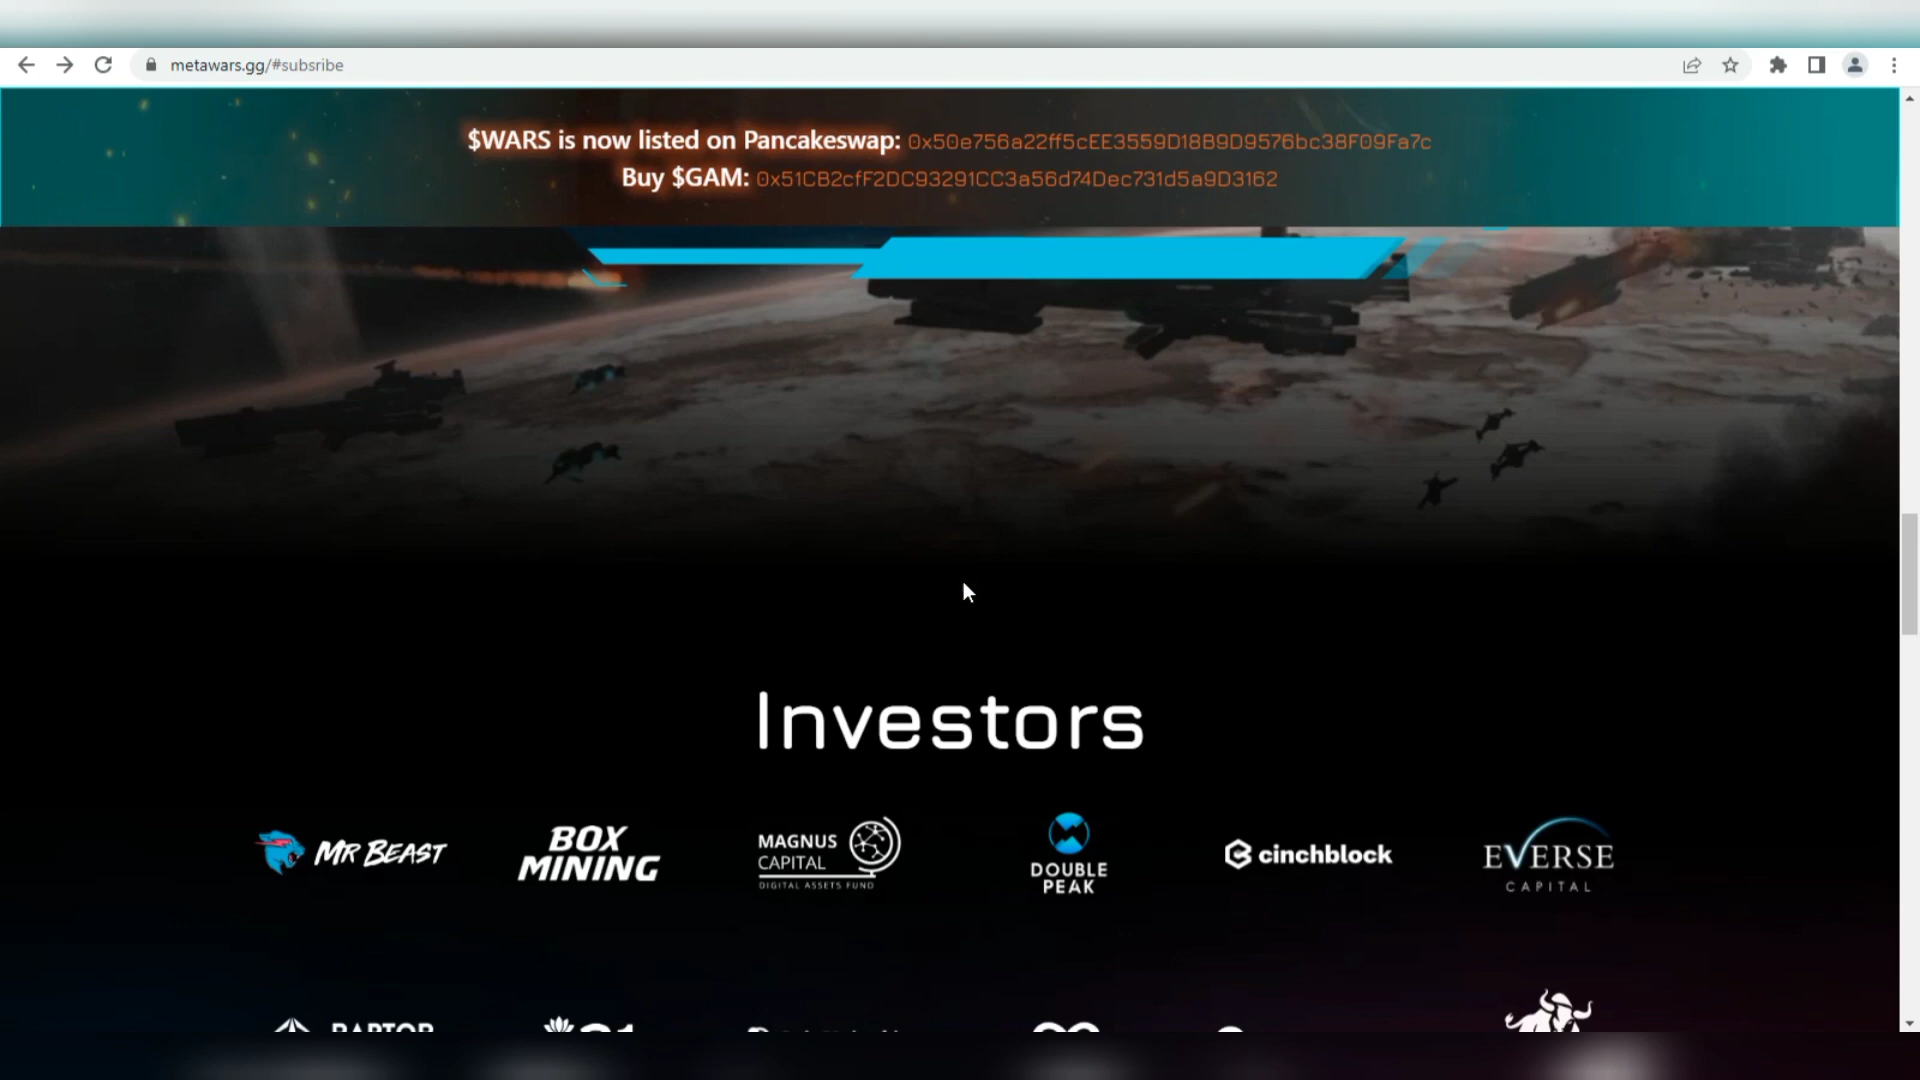 metawars.gg/#subsribe
$WARS is now listed on Pancakeswap: 0x50e756a22ff5cEE3559D18B9D9576bc38F09Fa7c
Buy $GAM: 0x51CB2cfF2DC93291CC3a56d74Dec731d5a9D3162
Investors
MR BEAST
BOX
MINING
MAGNUS
CAPITAL
DIGITAL ASSETS FUND
DOUBLE
PEAK
cinchblock
EVERSE
CAPITAL
RAPTOR